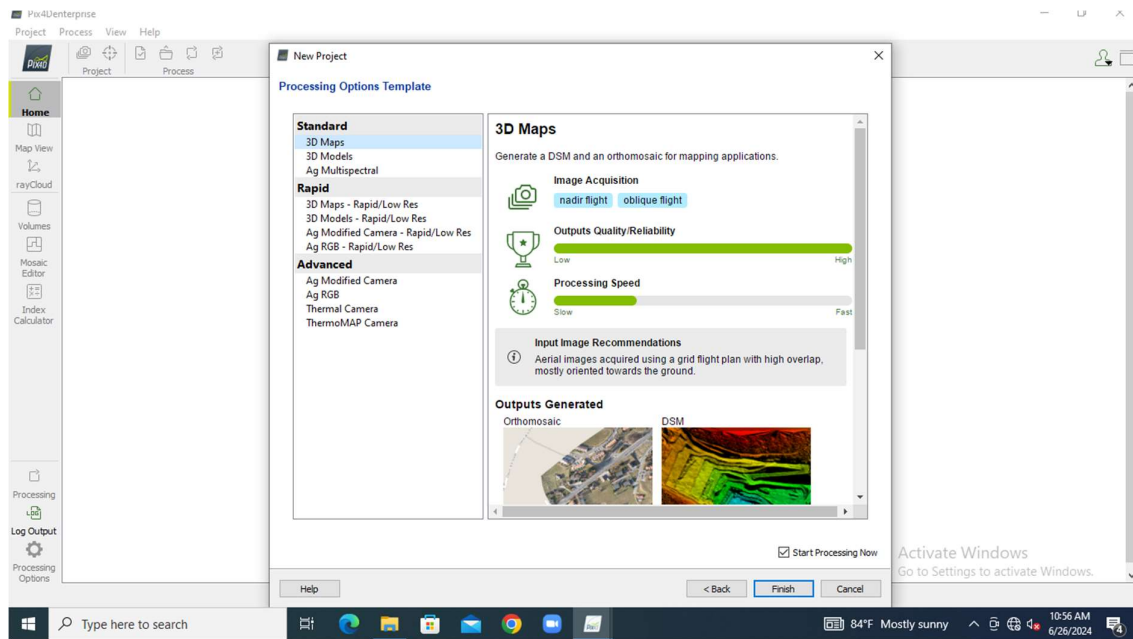 Pix4Denterprise
Project Process View Help
PIX4D
Project
Process
Home
Map View
rayCloud
Volumes
Mosaic
Editor
Index
Calculator
Processing
LOG
Log Output
Processing
Options
New Project
Processing Options Template
Standard
3D Maps
3D Models
Ag Multispectral
Rapid
3D Maps - Rapid/Low Res
3D Models - Rapid/Low Res
Ag Modified Camera - Rapid/Low Res
Ag RGB - Rapid/Low Res
Advanced
Ag Modified Camera
Ag RGB
Thermal Camera
ThermoMAP Camera
3D Maps
Generate a DSM and an orthomosaic for mapping applications.
Image Acquisition
nadir flight oblique flight
Outputs Quality/Reliability
Low High
Processing Speed
Slow Fast
Input Image Recommendations
Aerial images acquired using a grid flight plan with high overlap,
mostly oriented towards the ground.
Outputs Generated
Orthomosaic DSM
Start Processing Now
Help < Back Finish Cancel
Activate Windows
Go to Settings to activate Windows.
Type here to search
84°F Mostly sunny
10:56 AM
6/26/2024
4